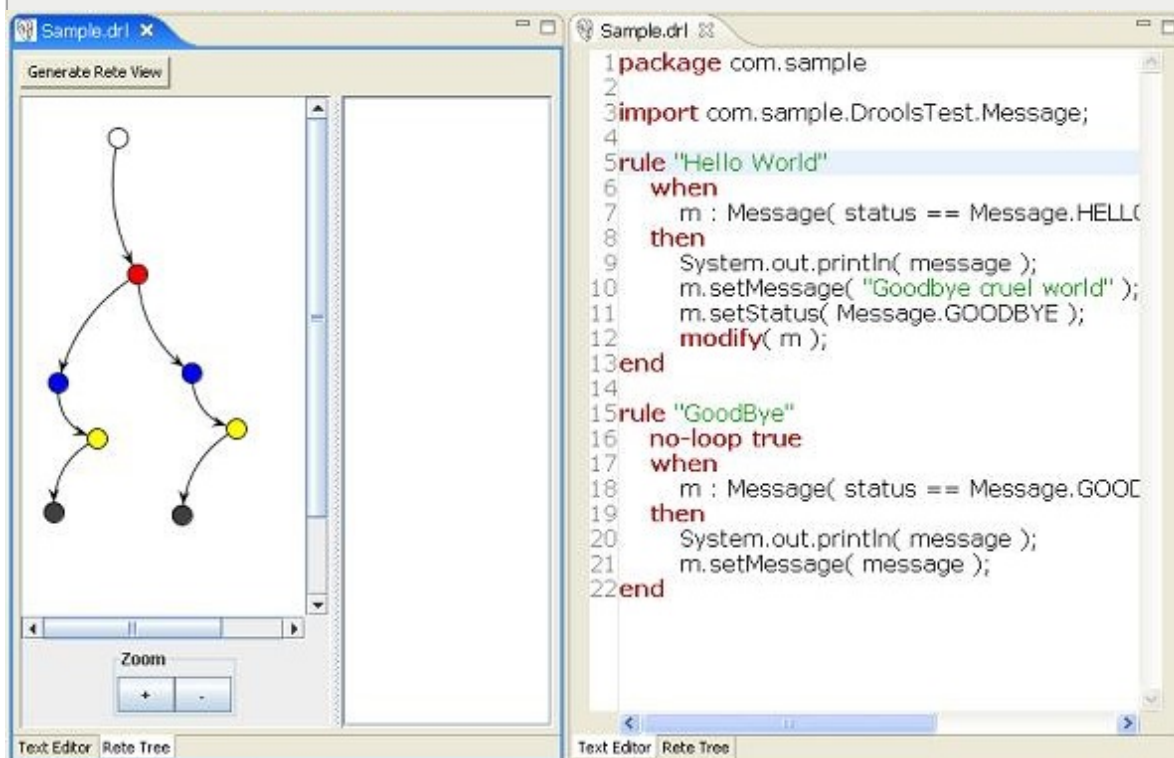 Sample.drl
Generate Rete View
Zoom
+
-
Text Editor Rete Tree
Sample.drl
1 package com.sample
2
3 import com.sample.DroolsTest.Message;
4
5 rule "Hello World"
6 when
7 m : Message( status == Message.HELLO
8 then
9 System.out.println( message );
10 m.setMessage( "Goodbye cruel world" );
11 m.setStatus( Message.GOODBYE );
12 modify( m );
13 end
14
15 rule "GoodBye"
16 no-loop true
17 when
18 m : Message( status == Message.GOOD
19 then
20 System.out.println( message );
21 m.setMessage( message );
22 end
Text Editor Rete Tree